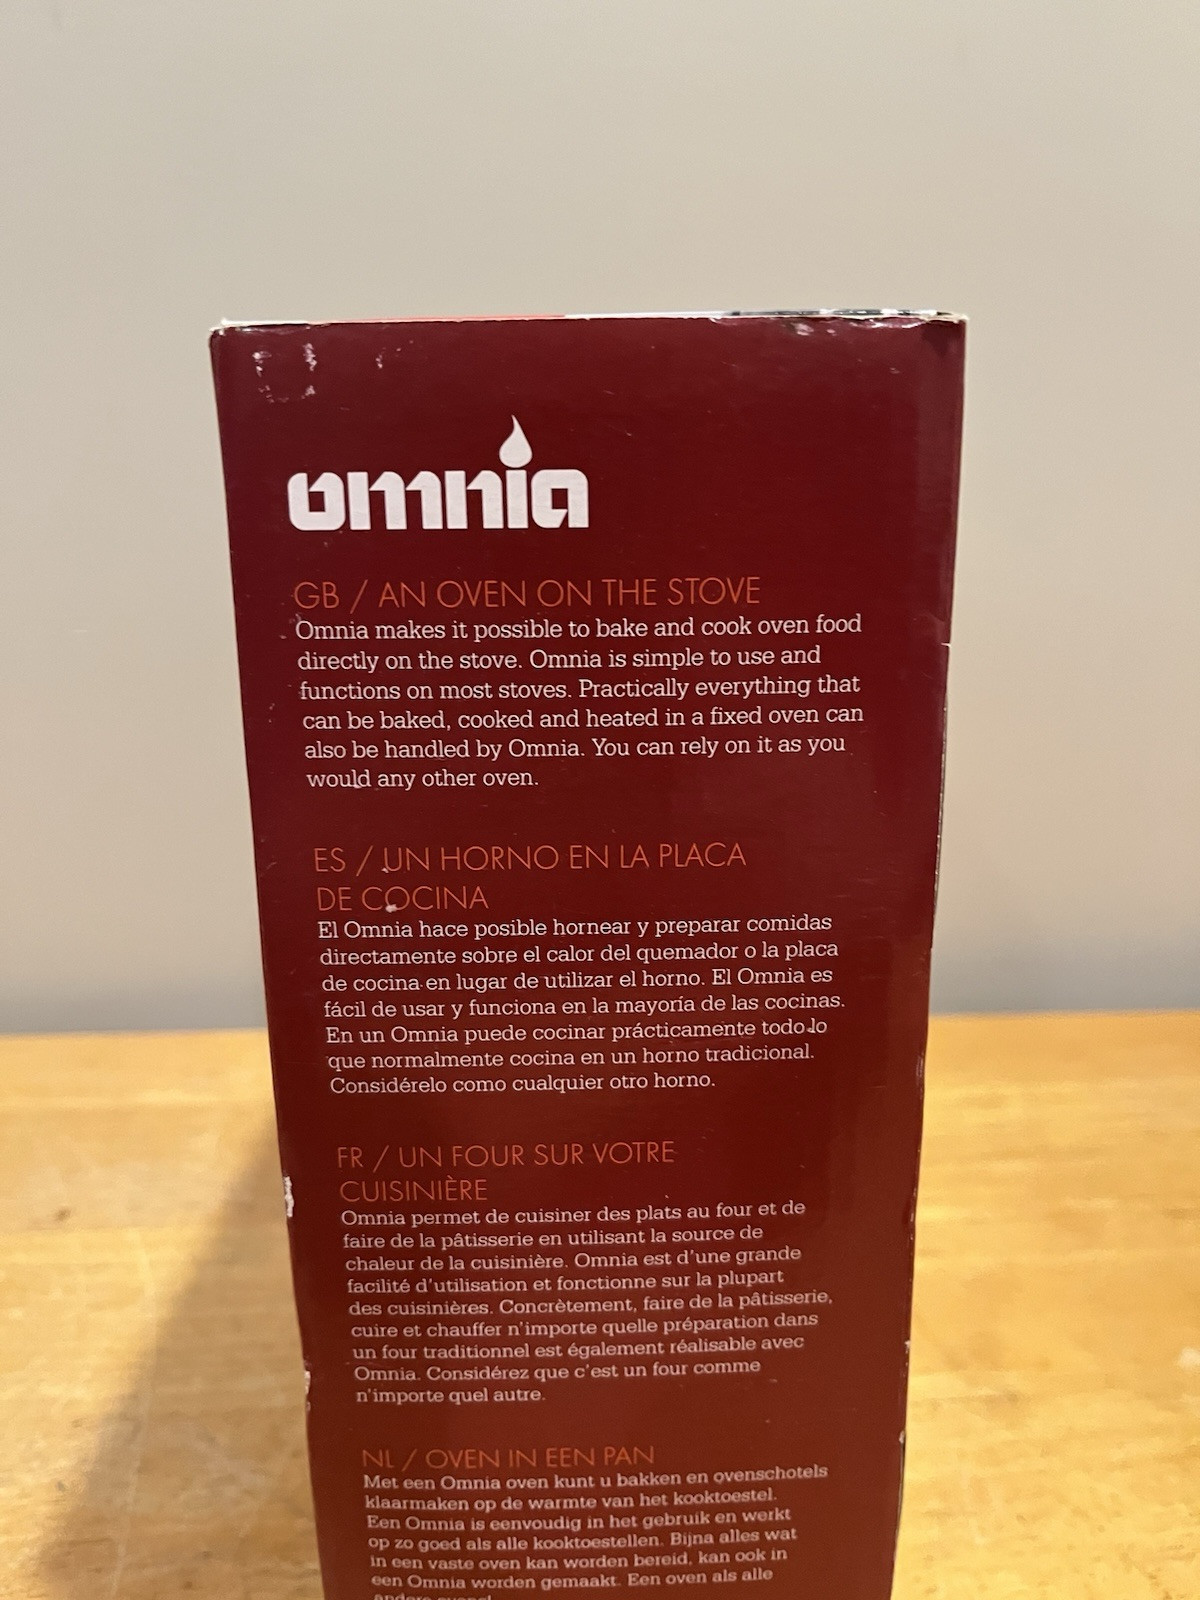 omnia
GB / AN OVEN ON THE STOVE
Omnia makes it possible to bake and cook oven food
directly on the stove. Omnia is simple to use and
functions on most stoves. Practically everything that
can be baked, cooked and heated in a fixed oven can
also be handled by Omnia. You can rely on it as you
would any other oven.
ES / UN HORNO EN LA PLACA
DE COCINA
El Omnia hace posible hornear y preparar comidas
directamente sobre el calor del quemador o la placa
de cocina en lugar de utilizar el horno. El Omnia es
fácil de usar y funciona en la mayoría de las cocinas.
En un Omnia puede cocinar prácticamente todo lo
que normalmente cocina en un horno tradicional.
Considérelo como cualquier otro horno.
FR / UN FOUR SUR VOTRE
CUISINIÈRE
Omnia permet de cuisiner des plats au four et de
faire de la pâtisserie en utilisant la source de
chaleur de la cuisinière. Omnia est d'une grande
facilité d'utilisation et fonctionne sur la plupart
des cuisinières. Concrètement, faire de la pâtisserie,
cuire et chauffer n'importe quelle préparation dans
un four traditionnel est également réalisable avec
Omnia. Considérez que c'est un four comme
n'importe quel autre.
NL / OVEN IN EEN PAN
Met een Omnia oven kunt u bakken en ovenschotels
klaarmaken op de warmte van het kooktoestel.
Een Omnia is eenvoudig in het gebruik en werkt
op zo goed als alle kooktoestellen. Bijna alles wat
in een vaste oven kan worden bereid, kan ook in
een Omnia worden gemaakt. Een oven als alle